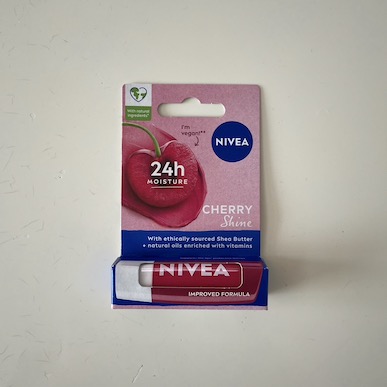 With natural
ingredients*
I'm
vegan!**
NIVEA
24h
MOISTURE
CHERRY
Shine
With ethically sourced Shea Butter
+ natural oils enriched with vitamins
NIVEA
IMPROVED FORMULA